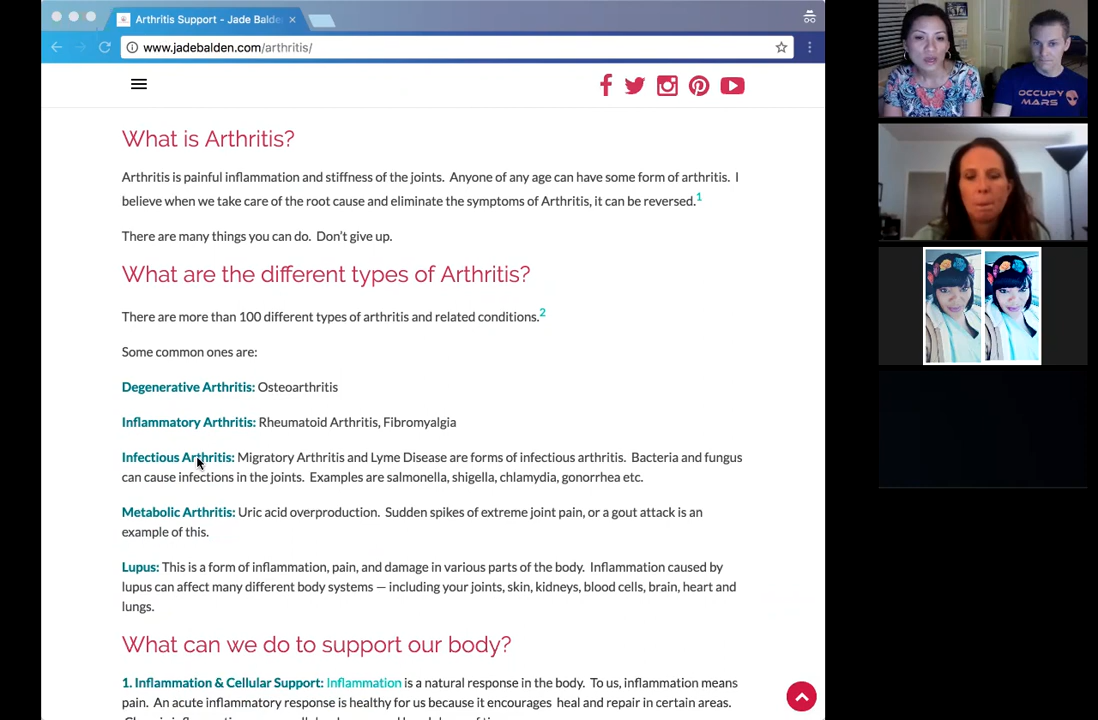 Arthritis Support - Jade Balde
www.jadebalden.com/arthritis/
What is Arthritis?
Arthritis is painful inflammation and stiffness of the joints.  Anyone of any age can have some form of arthritis.  I
believe when we take care of the root cause and eliminate the symptoms of Arthritis, it can be reversed.1
There are many things you can do.  Don't give up.
What are the different types of Arthritis?
There are more than 100 different types of arthritis and related conditions.2
Some common ones are:
Degenerative Arthritis: Osteoarthritis
Inflammatory Arthritis: Rheumatoid Arthritis, Fibromyalgia
Infectious Arthritis: Migratory Arthritis and Lyme Disease are forms of infectious arthritis.  Bacteria and fungus
can cause infections in the joints.  Examples are salmonella, shigella, chlamydia, gonorrhea etc.
Metabolic Arthritis: Uric acid overproduction.  Sudden spikes of extreme joint pain, or a gout attack is an
example of this.
Lupus: This is a form of inflammation, pain, and damage in various parts of the body.  Inflammation caused by
lupus can affect many different body systems — including your joints, skin, kidneys, blood cells, brain, heart and
lungs.
What can we do to support our body?
1. Inflammation & Cellular Support: Inflammation is a natural response in the body.  To us, inflammation means
pain.  An acute inflammatory response is healthy for us because it encourages  heal and repair in certain areas.
OCCUPY
MARS